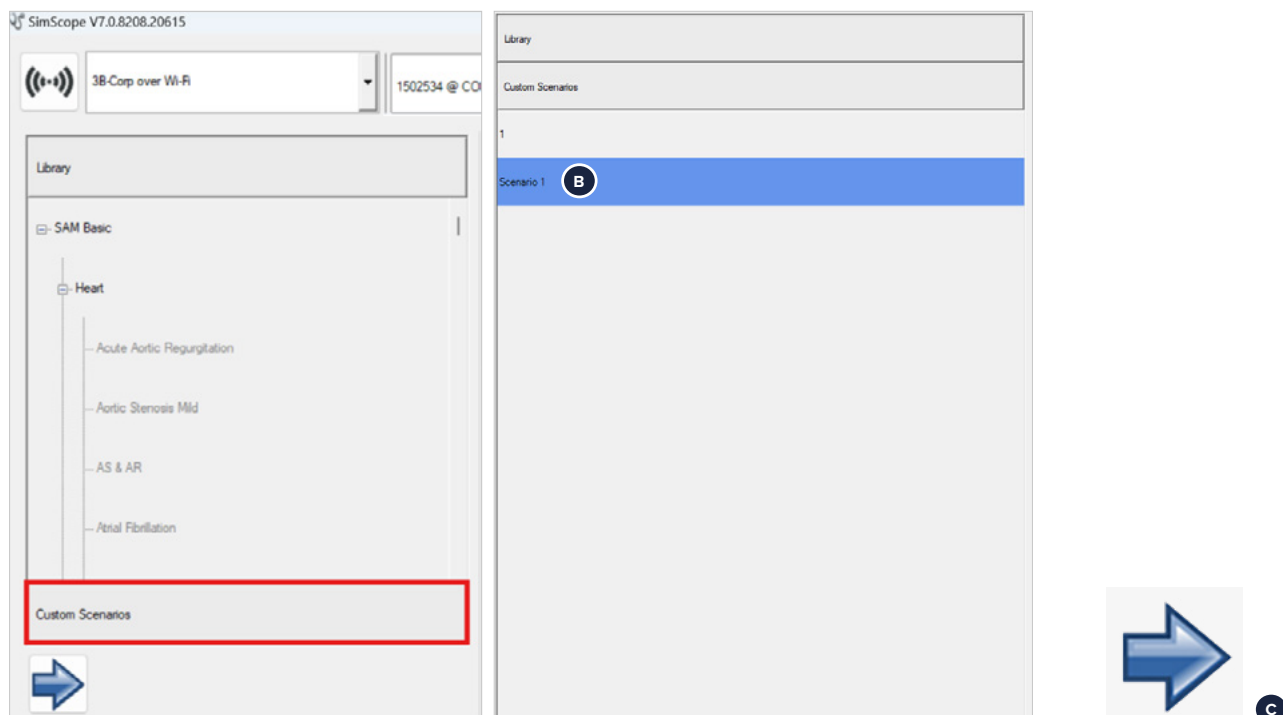 SimScope V7.0.8208.20615
3B-Corp over Wi-Fi
1502534 @ CO
Library
SAM Basic
Heart
Acute Aortic Regurgitation
Aortic Stenosis Mild
AS & AR
Atrial Fibrillation
Custom Scenarios
Library
Custom Scenarios
1
Scenario 1 B
C